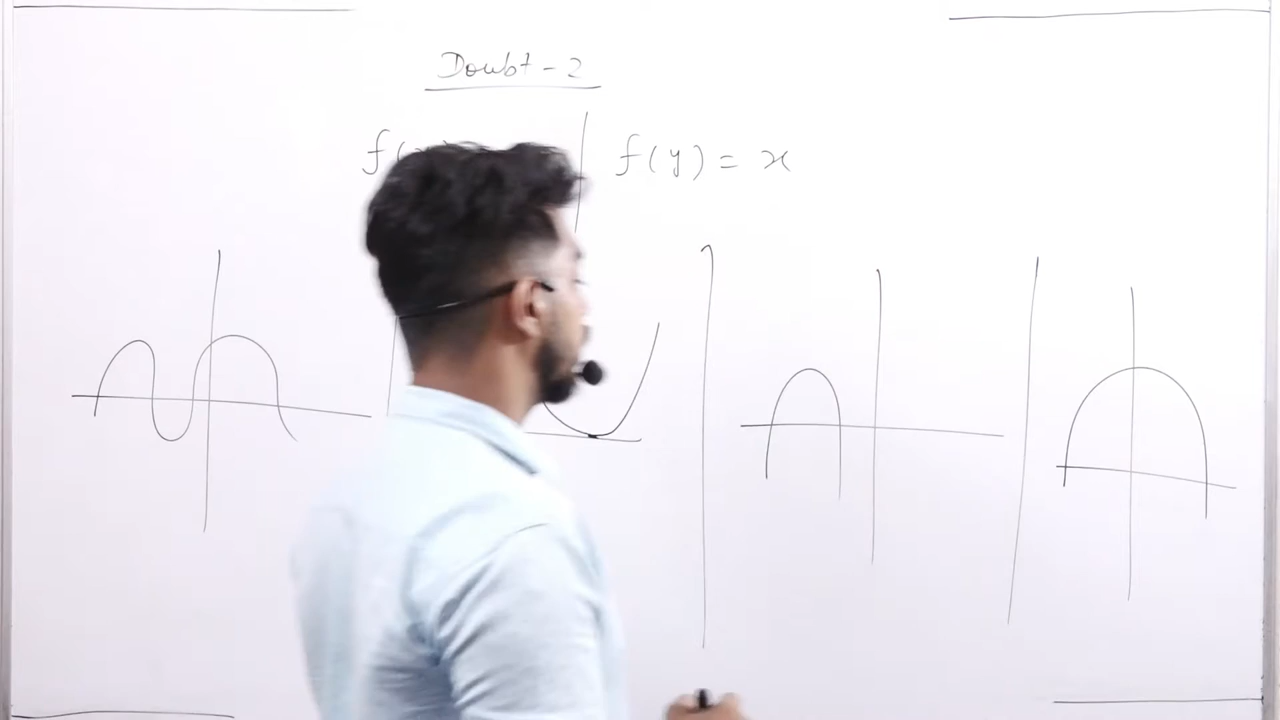 Doubt - 2
f(y) = x